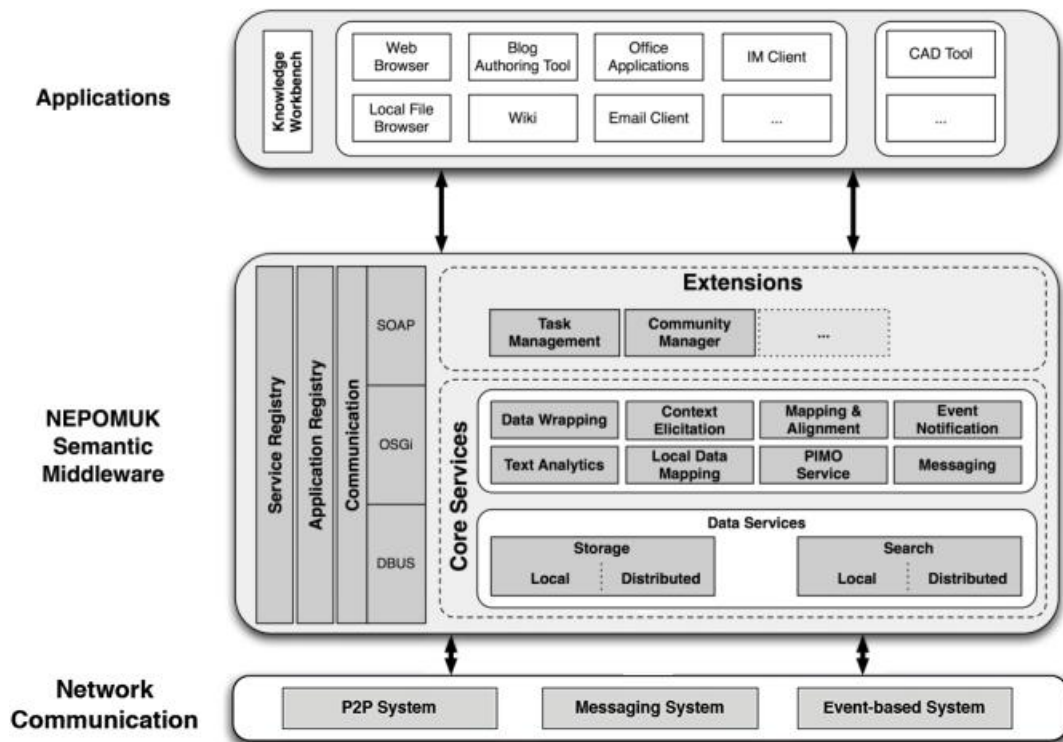 Applications
Knowledge
Workbench
Web
Browser
Blog
Authoring Tool
Office
Applications
IM Client
CAD Tool
Local File
Browser
Wiki
Email Client
...
...
NEPOMUK
Semantic
Middleware
Service Registry
Application Registry
Communication
SOAP
OSGi
DBUS
Extensions
Task
Management
Community
Manager
...
Core Services
Data Wrapping
Context
Elicitation
Mapping &
Alignment
Event
Notification
Text Analytics
Local Data
Mapping
PIMO
Service
Messaging
Data Services
Storage
Local
Distributed
Search
Local
Distributed
Network
Communication
P2P System
Messaging System
Event-based System